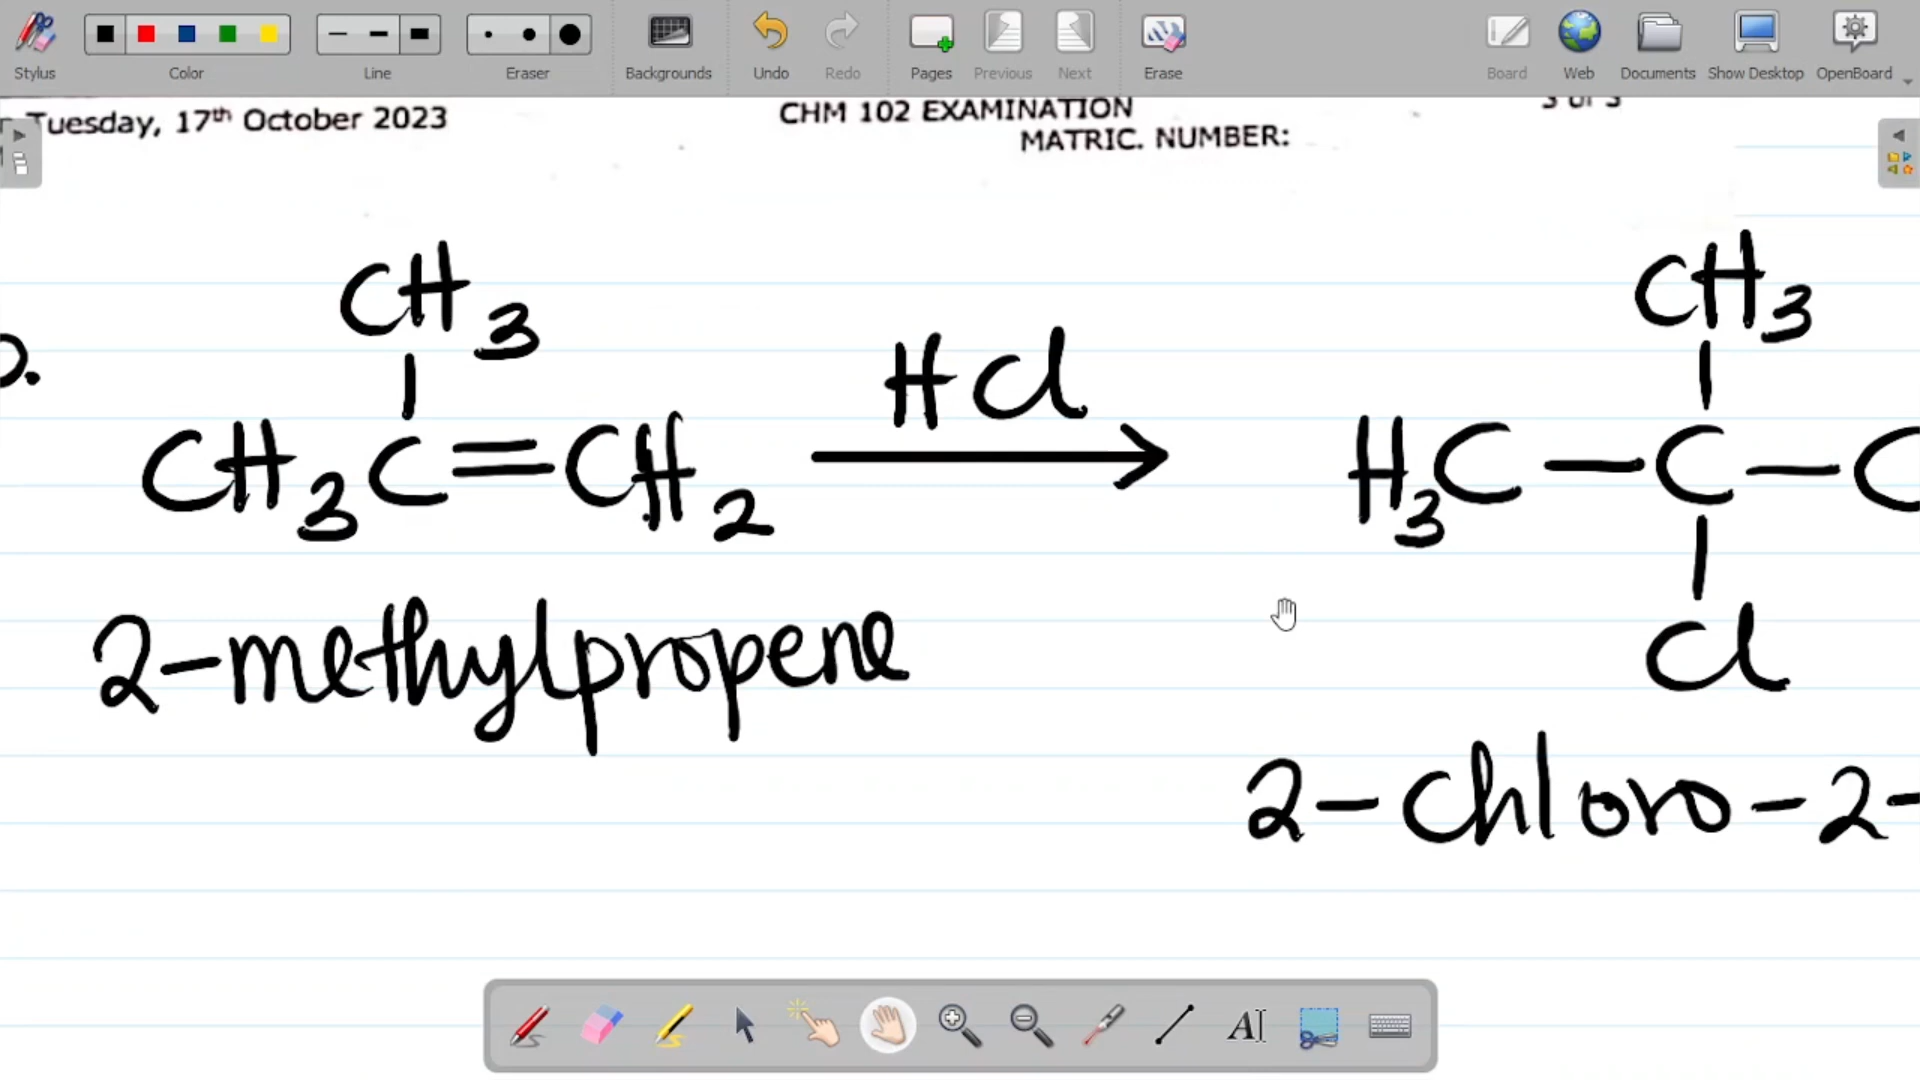 Stylus
Color
Line
Eraser
Backgrounds
Undo
Redo
Pages
Previous
Next
Erase
Board
Web
Documents
Show Desktop
OpenBoard
Tuesday, 17th October 2023
CHM 102 EXAMINATION
MATRIC. NUMBER:
CH3
CH3
HCl
CH3C=CH2
H3C-C-C
Cl
2-methylpropene
2-chloro-2-
AI